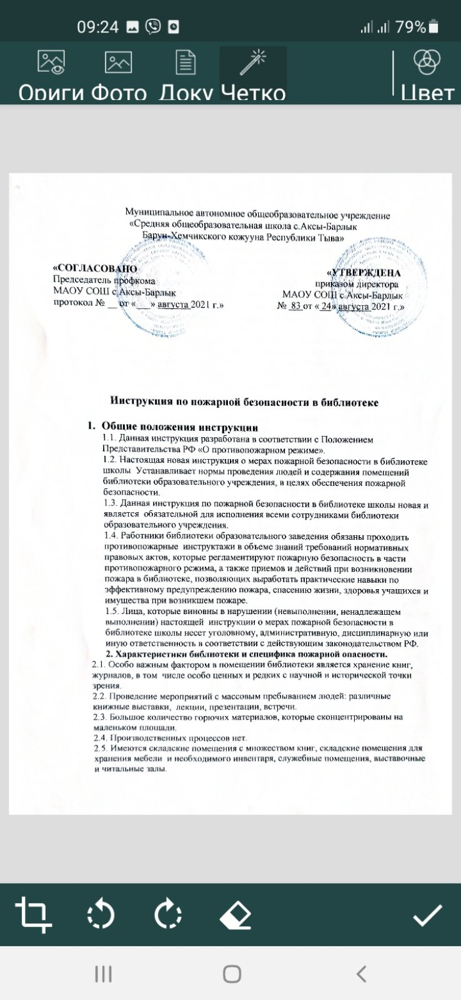 09:24
79%
Ориги Фото Доку Четко Цвет
Муниципальное автономное общеобразовательное учреждение
«Средняя общеобразовательная школа с.Аксы-Барлык
Барун-Хемчикского кожууна Республики Тыва»
«СОГЛАСОВАНО
Председатель профкома
МАОУ СОШ с.Аксы-Барлык
протокол № __ от « ___» августа 2021 г.»
«УТВЕРЖДЕНА
приказом директора
МАОУ СОШ с.Аксы-Барлык
№ 83 от « 24» августа 2021 г.»
Инструкция по пожарной безопасности в библиотеке
1. Общие положения инструкции
1.1. Данная инструкция разработана в соответствии с Положением
Представительства РФ «О противопожарном режиме».
1.2. Настоящая новая инструкция о мерах пожарной безопасности в библиотеке
школы Устанавливает нормы проведения людей и содержания помещений
библиотеки образовательного учреждения, в целях обеспечения пожарной
безопасности.
1.3. Данная инструкция по пожарной безопасности в библиотеке школы новая и
является обязательной для исполнения всеми сотрудниками библиотеки
образовательного учреждения.
1.4. Работники библиотеки образовательного заведения обязаны проходить
противопожарные инструктажи в объеме знаний требований нормативных
правовых актов, которые регламентируют пожарную безопасность в части
противопожарного режима, а также приемов и действий при возникновении
пожара в библиотеке, позволяющих выработать практические навыки по
эффективному предупреждению пожара, спасению жизни, здоровья учащихся и
имущества при возникшем пожаре.
1.5. Лица, которые виновны в нарушении (невыполнении, ненадлежащем
выполнении) настоящей инструкции о мерах пожарной безопасности в
библиотеке школы несет уголовному, административную, дисциплинарную или
иную ответственность в соответствии с действующим законодательством РФ.
2. Характеристики библиотеки и специфика пожарной опасности.
2.1. Особо важным фактором в помещении библиотеки является хранение книг,
журналов, в том числе особо ценных и редких с научной и исторической точки
зрения.
2.2. Проведение мероприятий с массовым пребыванием людей: различные
книжные выставки, лекции, презентации, встречи.
2.3. Большое количество горючих материалов, которые сконцентрированы на
маленьком площади.
2.4. Производственных процессов нет.
2.5. Имеются складские помещения с множеством книг, складские помещения для
хранения мебели и необходимого инвентаря, служебные помещения, выставочные
и читальные залы.